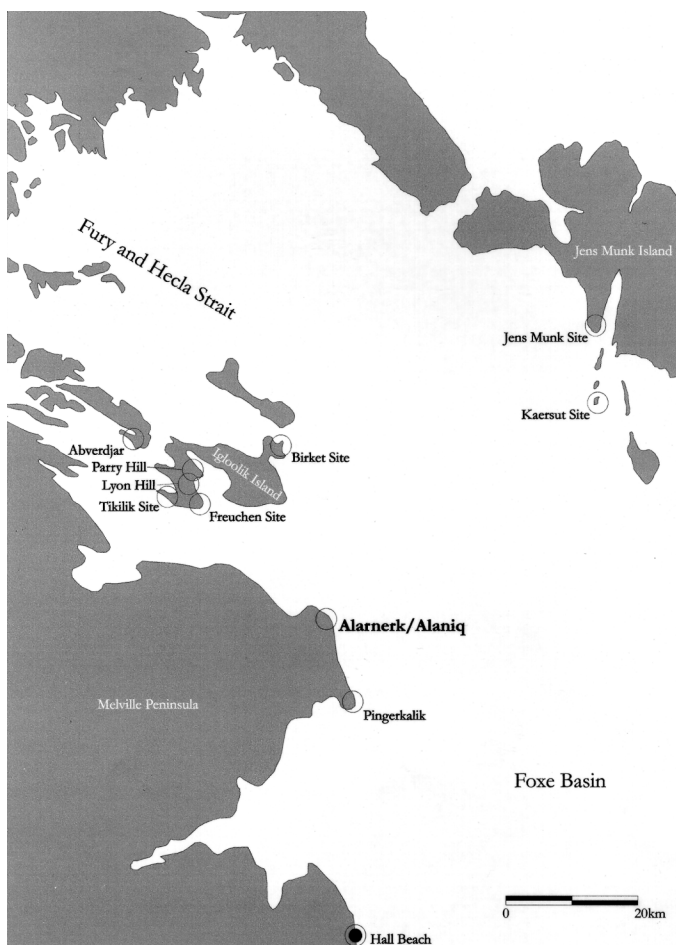 Fury and Hecla Strait
Jens Munk Island
Jens Munk Site
Kaersut Site
Abverdjar
Birket Site
Parry Hill
Igloolik Island
Lyon Hill
Tikilik Site
Freuchen Site
Alarnerk/Alaniq
Melville Peninsula
Pingerkalik
Foxe Basin
0
20km
Hall Beach